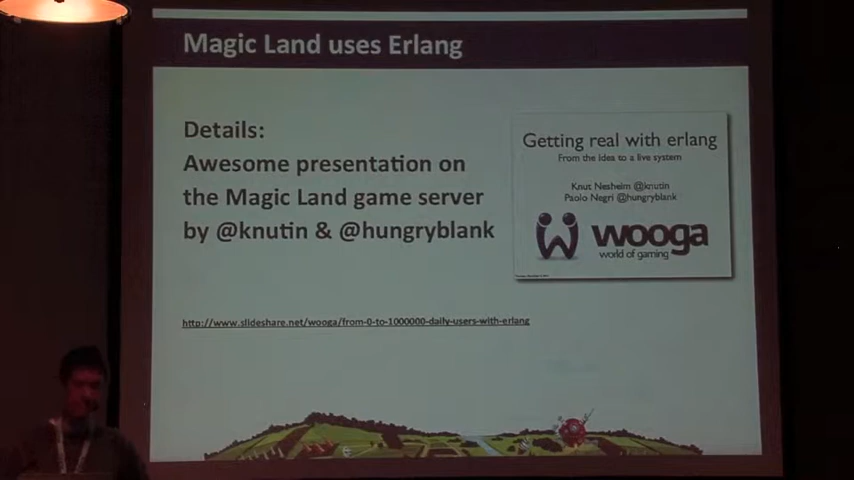 Magic Land uses Erlang
Details:
Awesome presentation on
the Magic Land game server
by @knutin & @hungryblank
Getting real with erlang
From the idea to a live system
Knut Nesheim @knutin
Paolo Negri @hungryblank
wooga
world of gaming
http://www.slideshare.net/wooga/from-0-to-1000000-daily-users-with-erlang